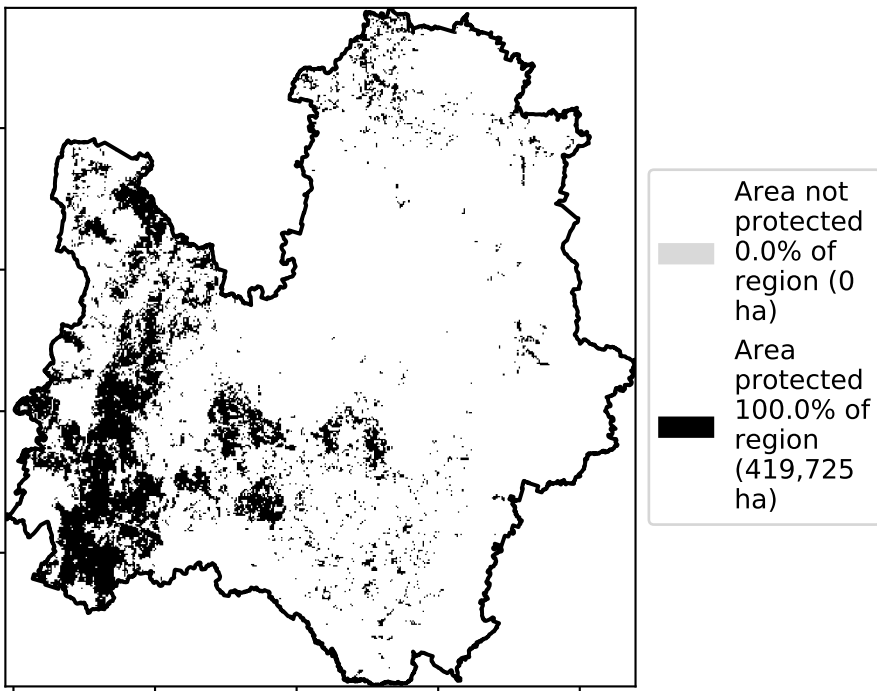 Area not
protected
0.0% of
region (0
ha)
Area
protected
100.0% of
region
(419,725
ha)